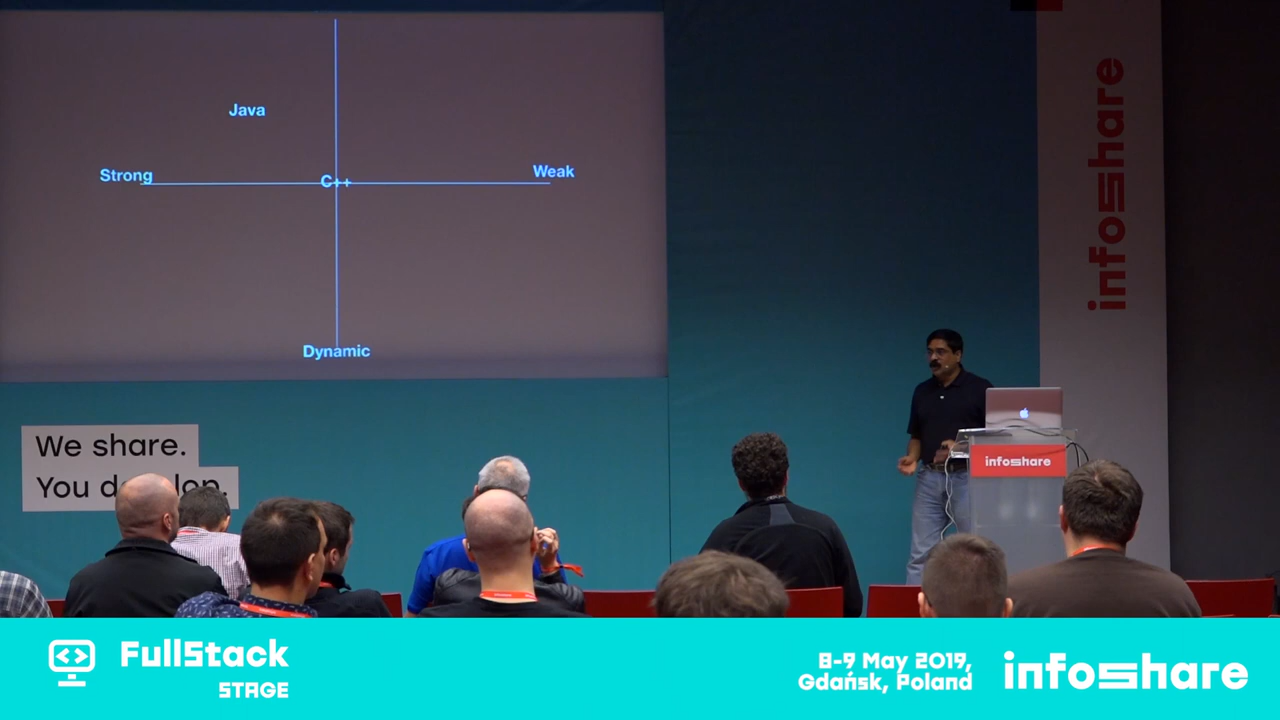 Java
Strong
C++
Weak
Dynamic
infoshare
We share.
infoshare
FullStack
STAGE
8-9 May 2019,
Gdańsk, Poland
infoshare